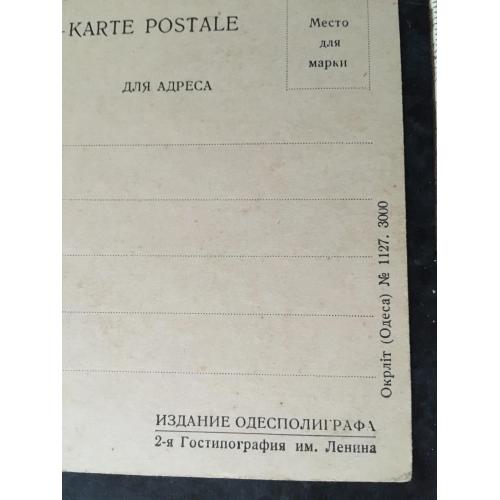 -KARTE POSTALE
Место
для
марки
ДЛЯ АДРЕСА
Окрліт (Одеса) № 1127. 3000
ИЗДАНИЕ ОДЕСПОЛИГРАФА
2-я Гостипография им. Ленина